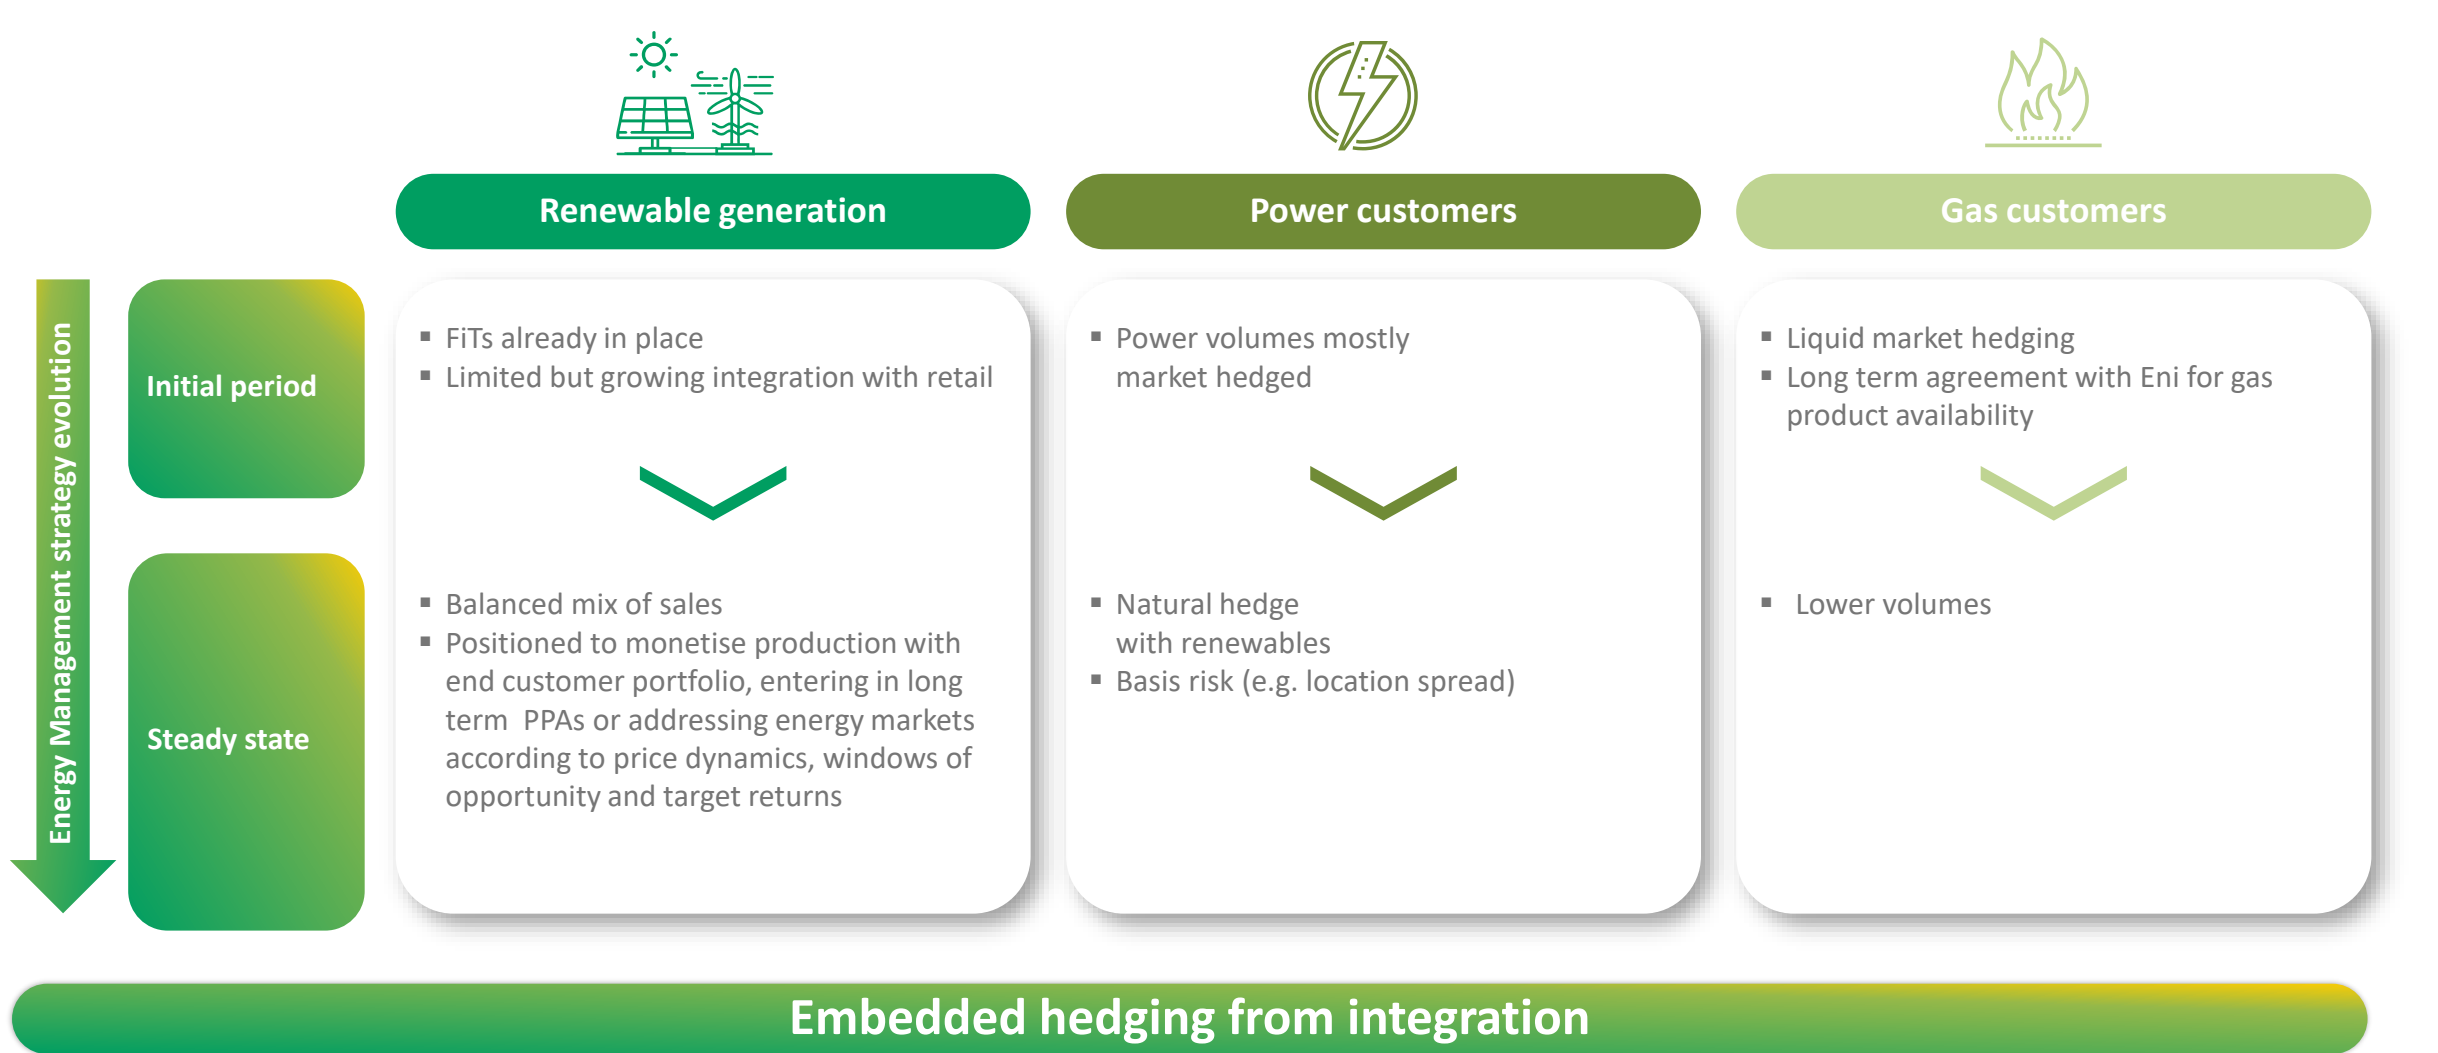 Renewable generation
Power customers
Gas customers
Energy Management strategy evolution
Initial period
▪ FiTs already in place
▪ Limited but growing integration with retail
▪ Power volumes mostly
market hedged
▪ Liquid market hedging
▪ Long term agreement with Eni for gas
product availability
Steady state
▪ Balanced mix of sales
▪ Positioned to monetise production with
end customer portfolio, entering in long
term PPAs or addressing energy markets
according to price dynamics, windows of
opportunity and target returns
▪ Natural hedge
with renewables
▪ Basis risk (e.g. location spread)
▪ Lower volumes
Embedded hedging from integration